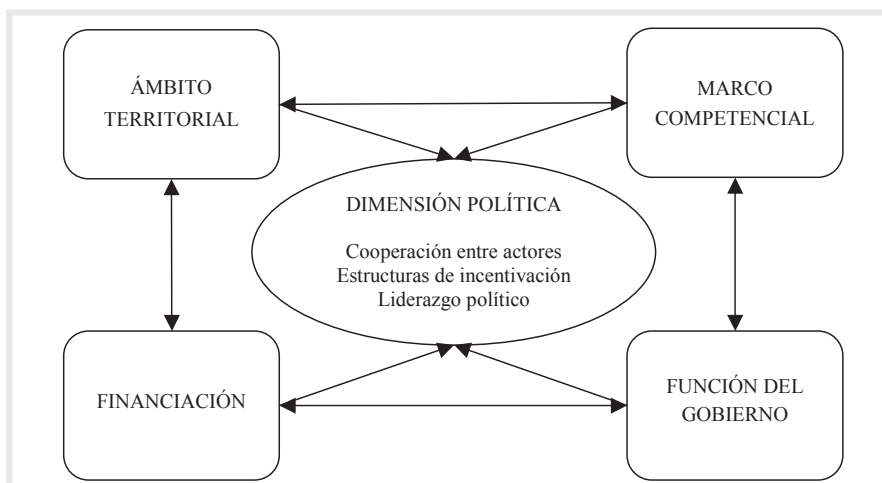 ÁMBITO
TERRITORIAL
MARCO
COMPETENCIAL
DIMENSIÓN POLÍTICA
Cooperación entre actores
Estructuras de incentivación
Liderazgo político
FINANCIACIÓN
FUNCIÓN DEL
GOBIERNO